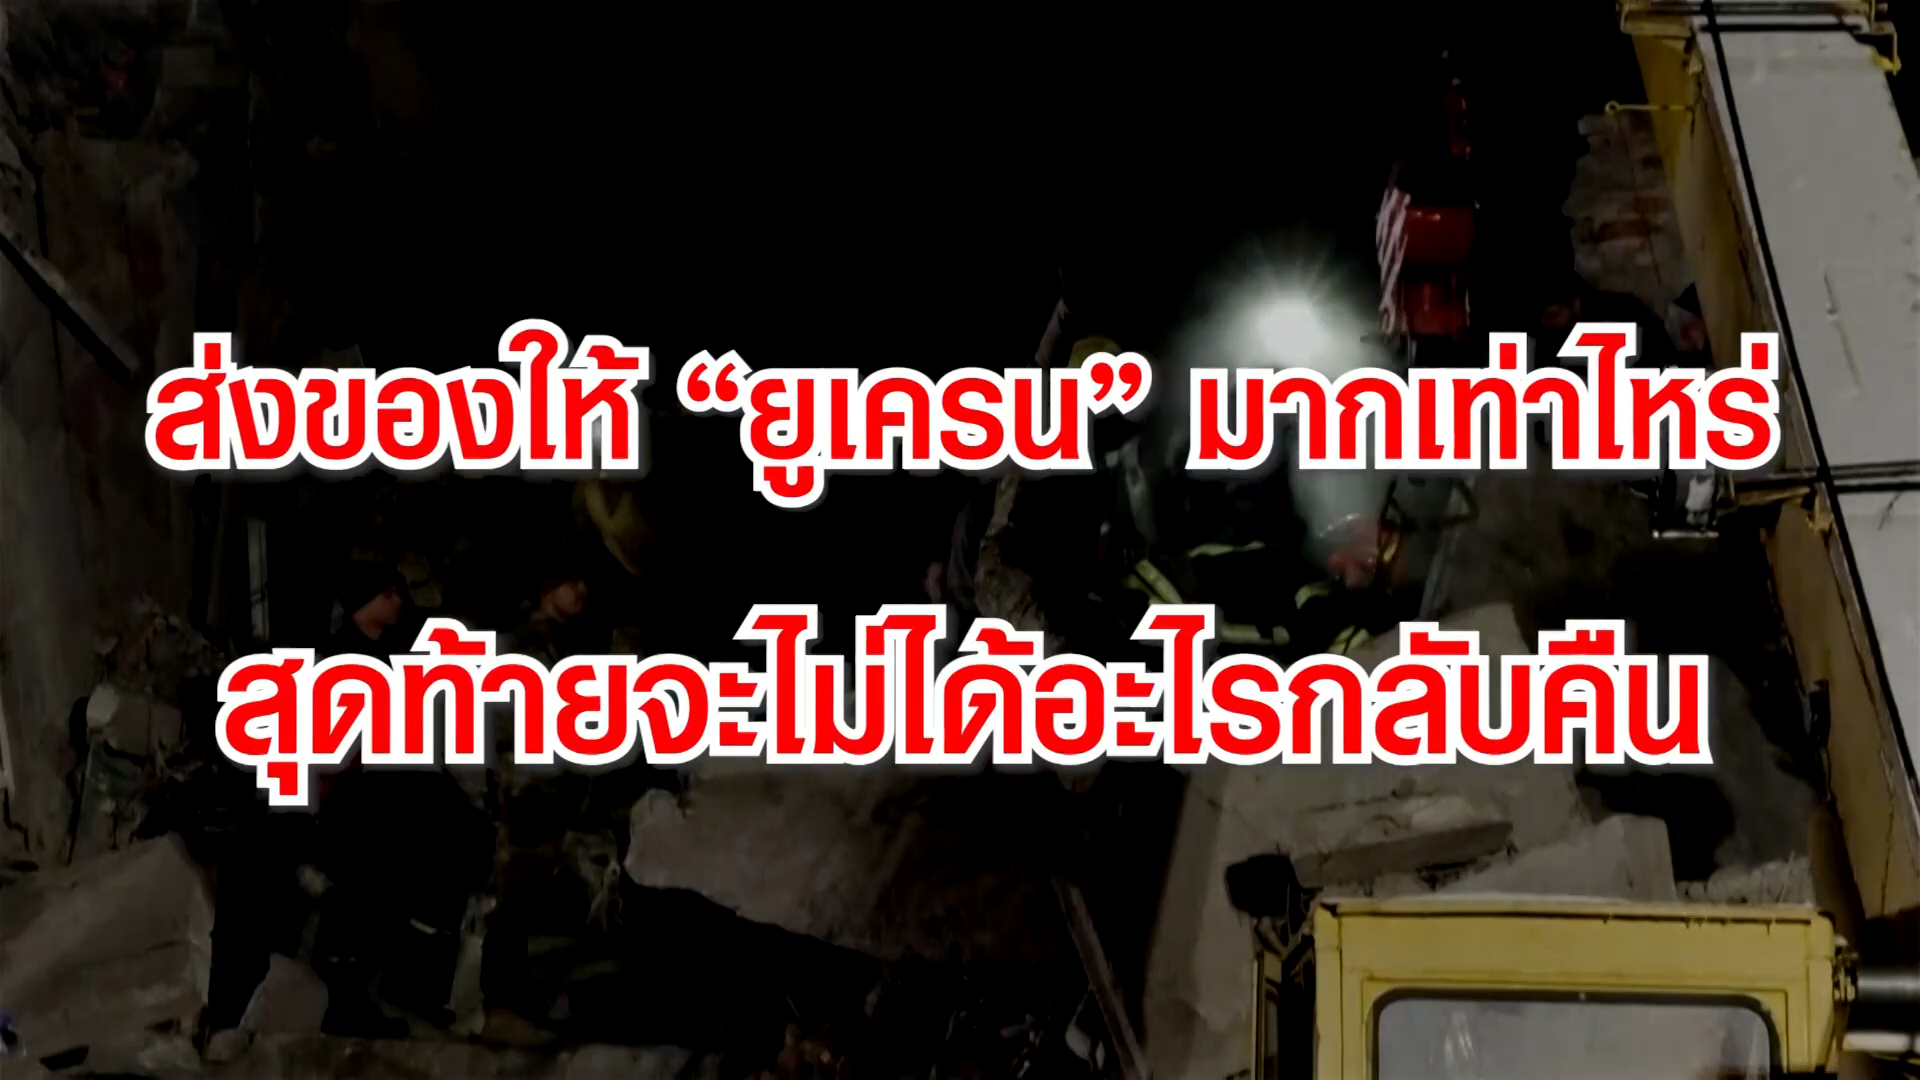 ส่งของให้ “ยูเครน” มากเท่าไหร่
สุดท้ายจะไม่ได้อะไรกลับคืน